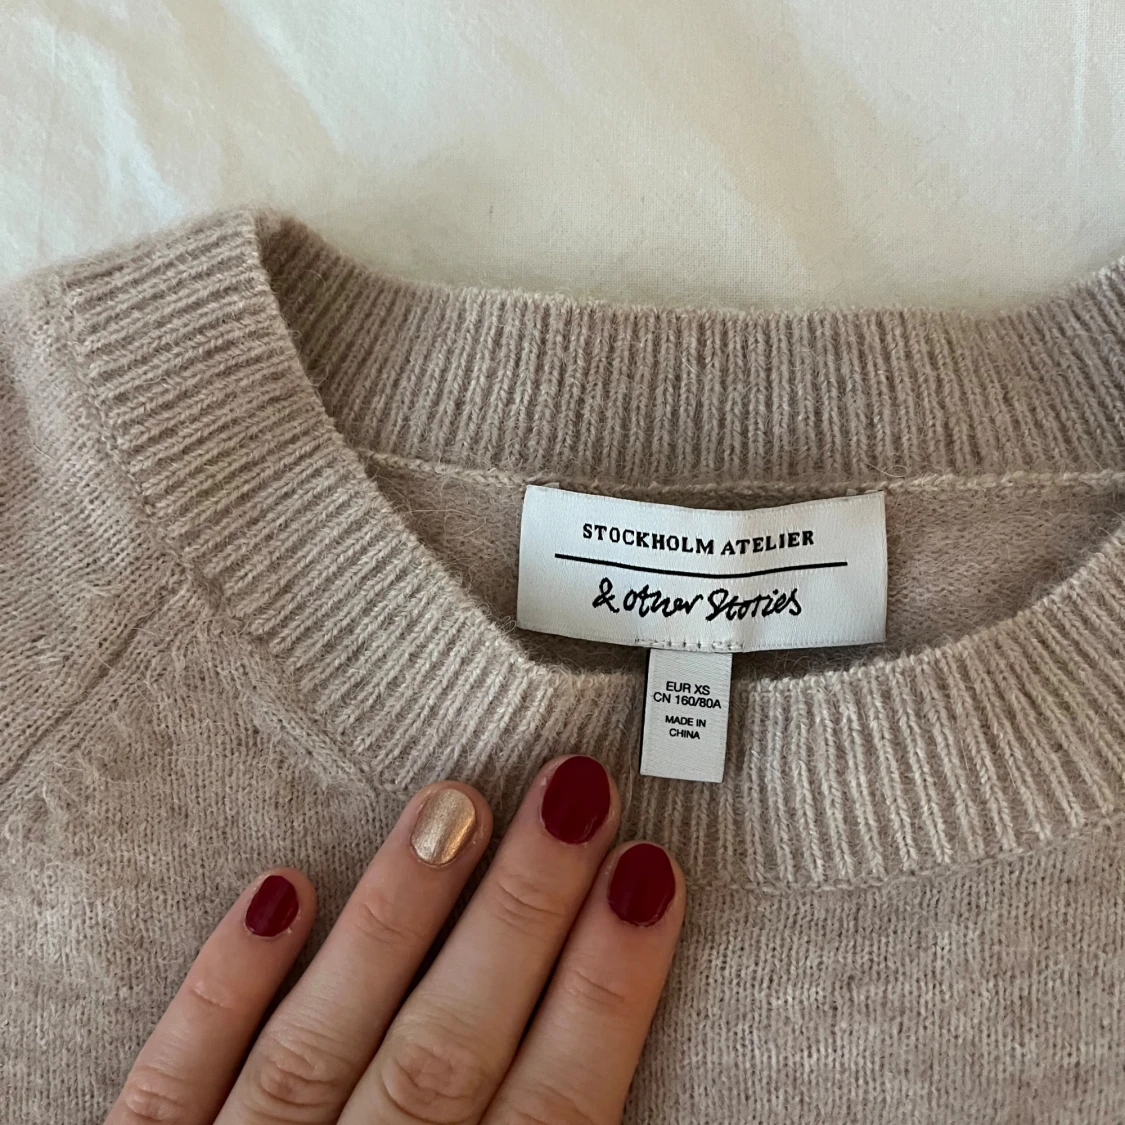 STOCKHOLM ATELIER
& other Stories
EUR XS
CN 160/80A
MADE IN
CHINA